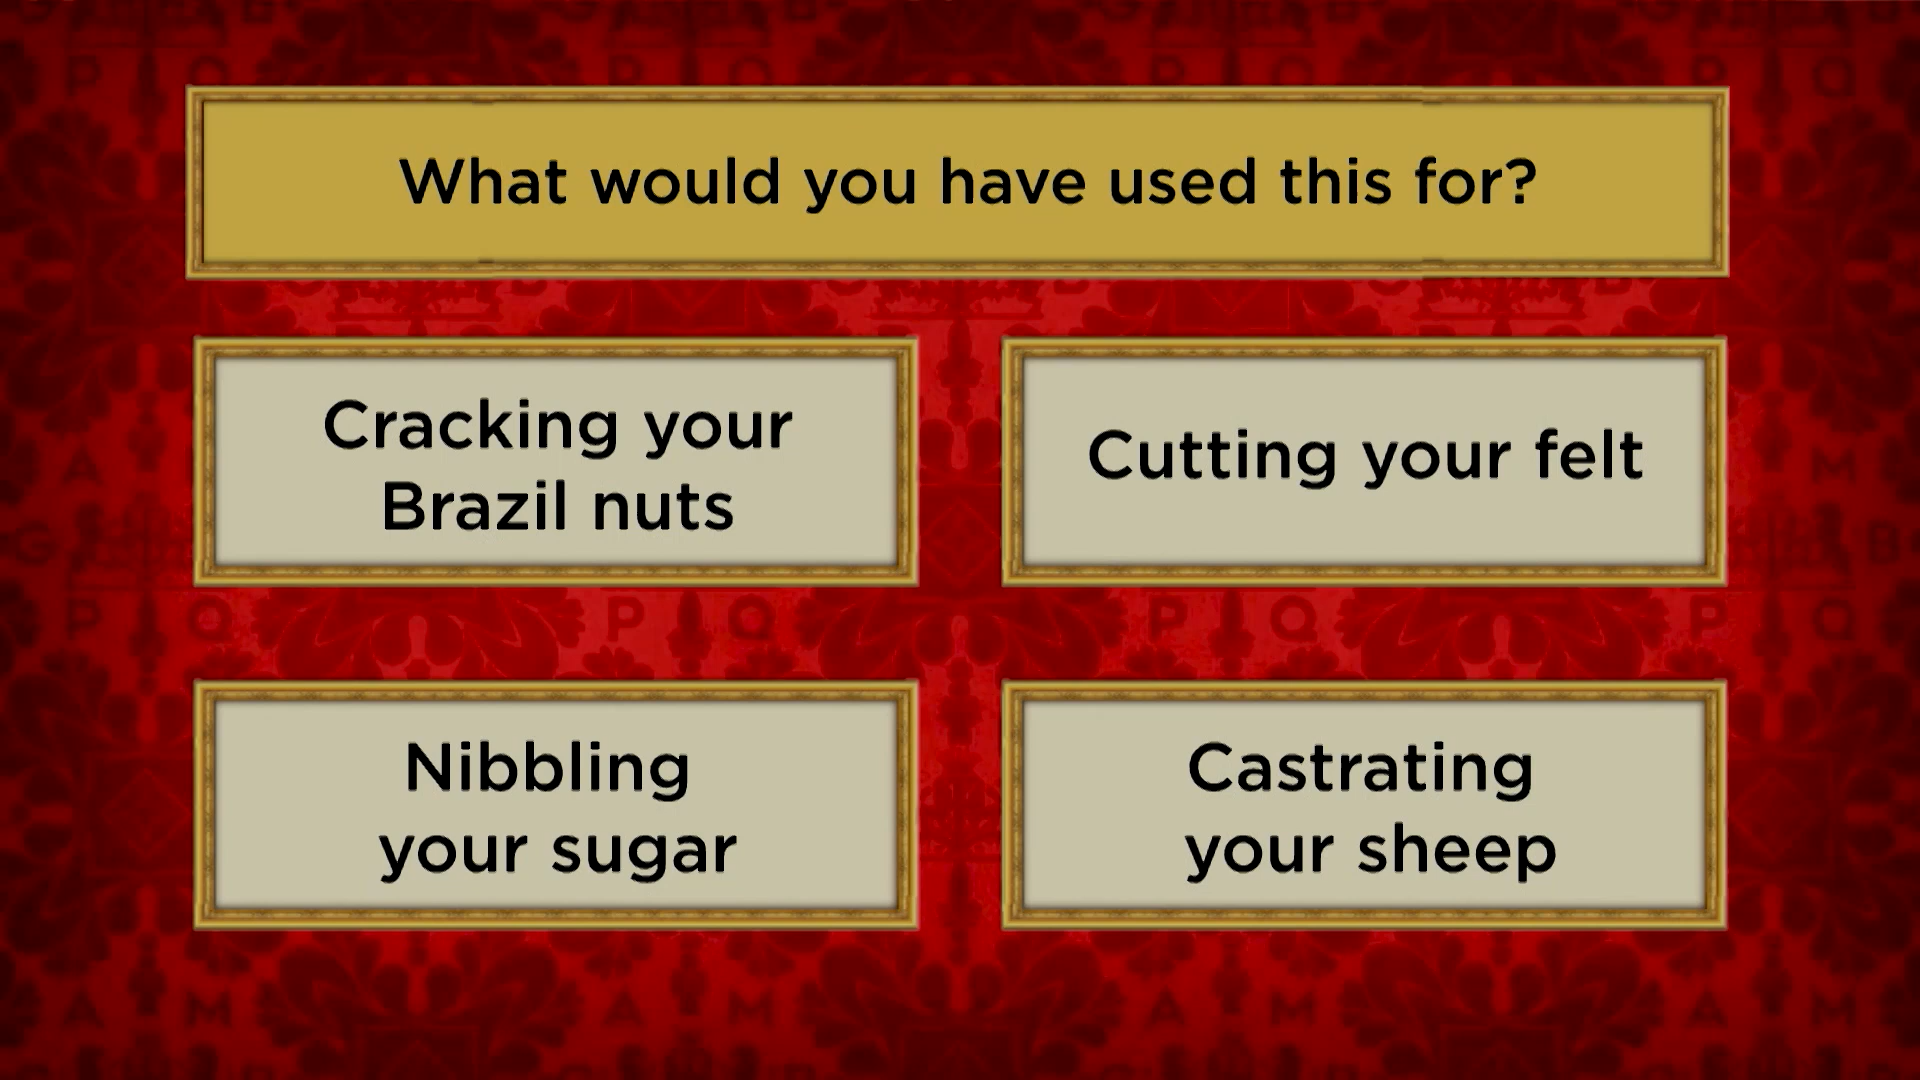 What would you have used this for?
Cracking your
Brazil nuts
Cutting your felt
Nibbling
your sugar
Castrating
your sheep